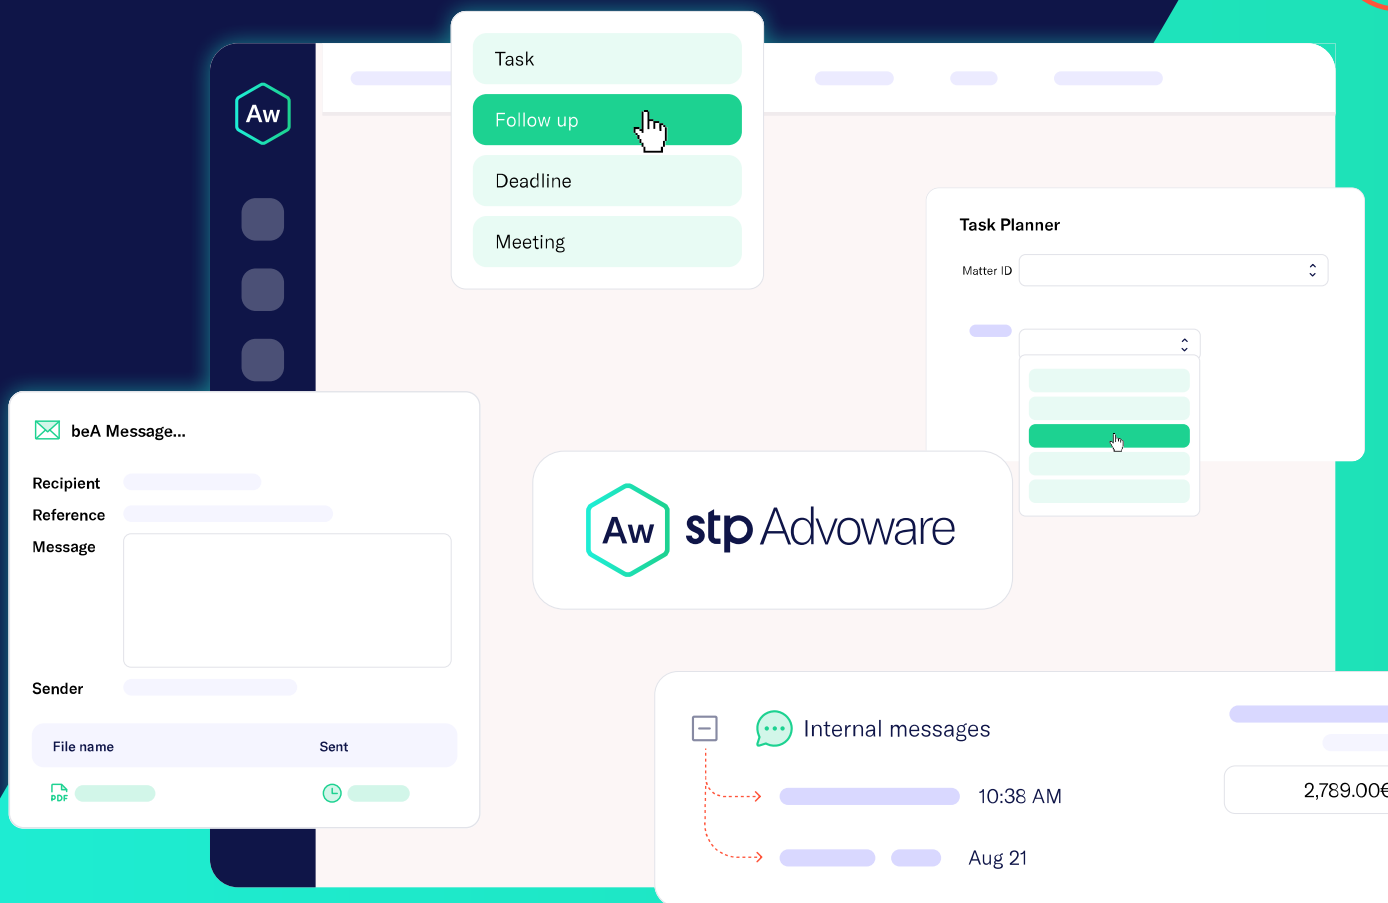 Aw
Task
Follow up
Deadline
Meeting
Task Planner
Matter ID
beA Message...
Recipient
Reference
Message
Sender
File name
Sent
PDF
Aw stp Advoware
Internal messages
10:38 AM
Aug 21
2,789.00€